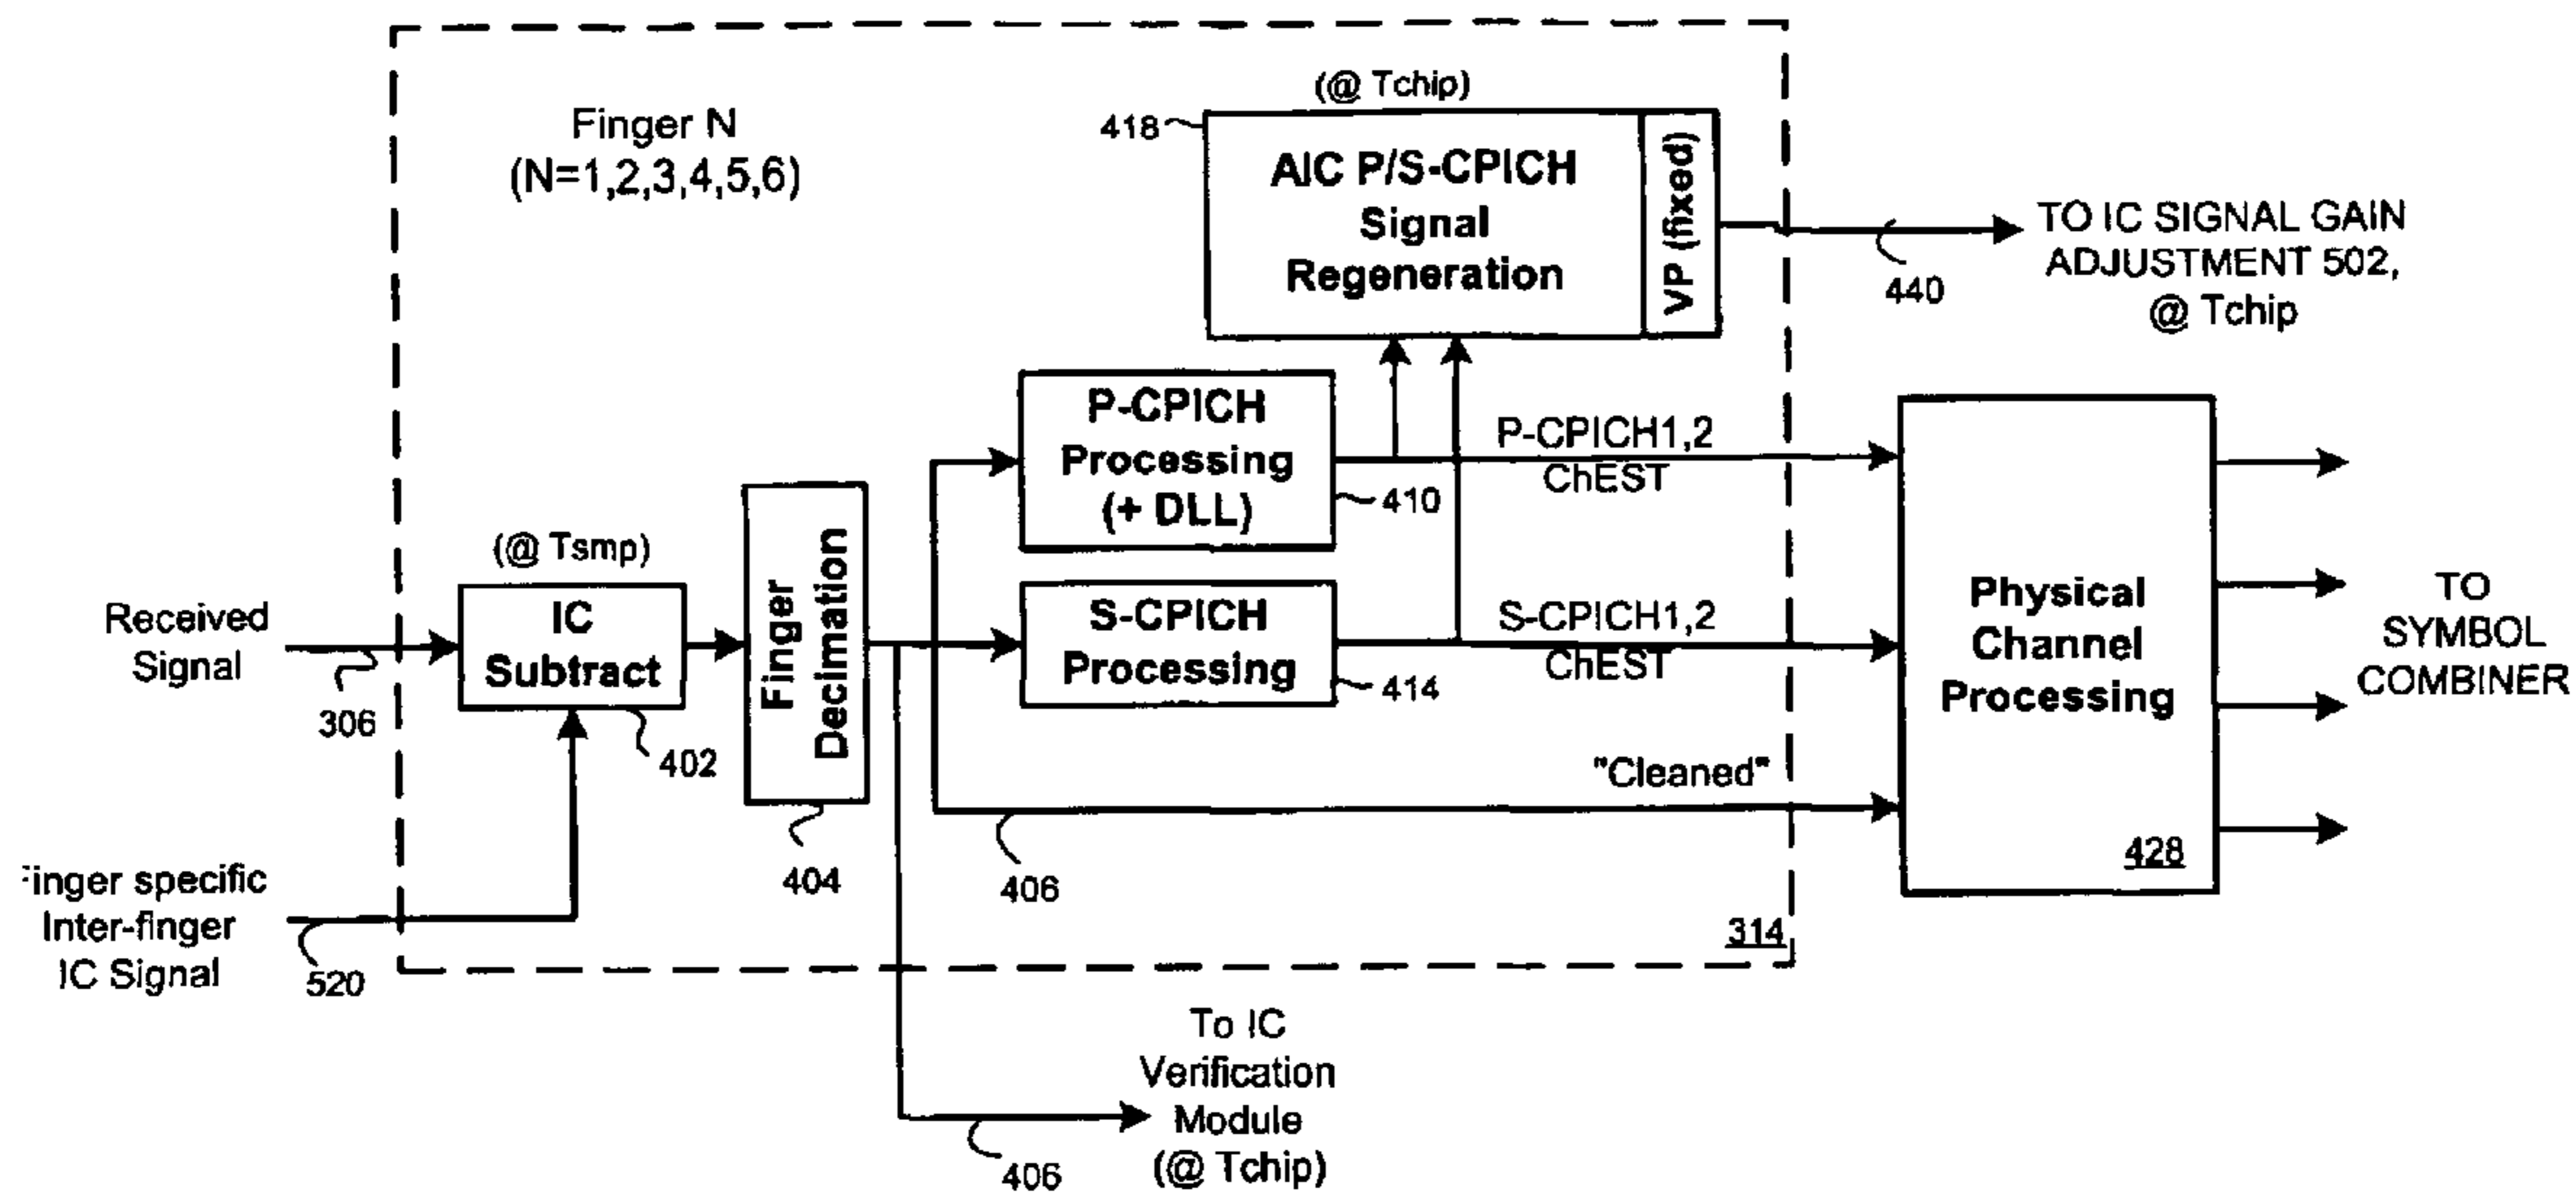 (@ Tchip)
Finger N
(N=1,2,3,4,5,6)
418
AIC P/S-CPICH
Signal
Regeneration
VP (fixed)
TO IC SIGNAL GAIN
ADJUSTMENT 502,
@ Tchip
440
P-CPICH
Processing
(+ DLL)
410
P-CPICH1,2
ChEST
(@ Tsmp)
IC
Subtract
402
Finger
Decimation
404
S-CPICH
Processing
414
S-CPICH1,2
ChEST
Received
Signal
306
Physical
Channel
Processing
428
TO
SYMBOL
COMBINER
"Cleaned"
406
314
inger specific
Inter-finger
IC Signal
520
To IC
Verification
Module
(@ Tchip)
406